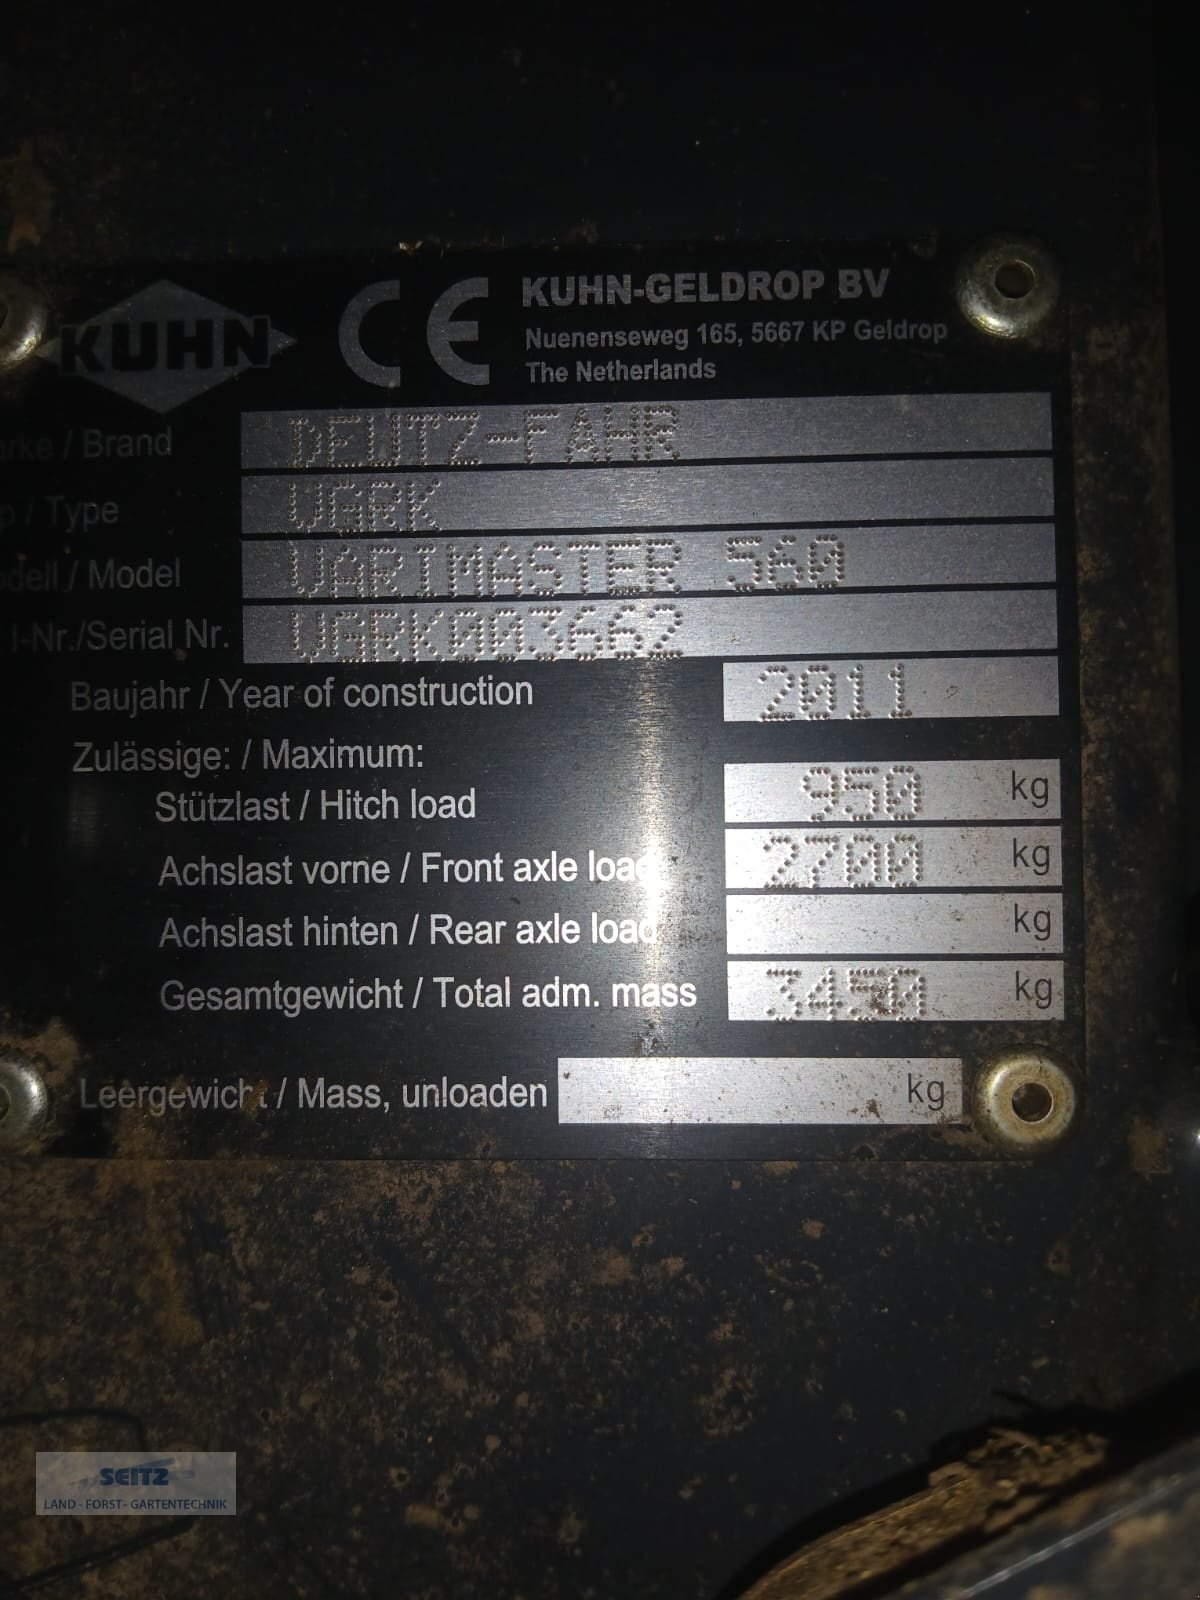 KUHN
CE
KUHN-GELDROP BV
Nuenenseweg 165, 5667 KP Geldrop
The Netherlands
arke / Brand DEUTZ-FAHR
p / Type VGRK
odell / Model VARIMASTER 560
I-Nr./Serial Nr. VGRK003662
Baujahr / Year of construction 2011
Zulässige: / Maximum:
Stützlast / Hitch load 950 kg
Achslast vorne / Front axle load 2700 kg
Achslast hinten / Rear axle load kg
Gesamtgewicht / Total adm. mass 3450 kg
Leergewicht / Mass, unloaden kg
SEITZ
LAND - FORST - GARTENTECHNIK